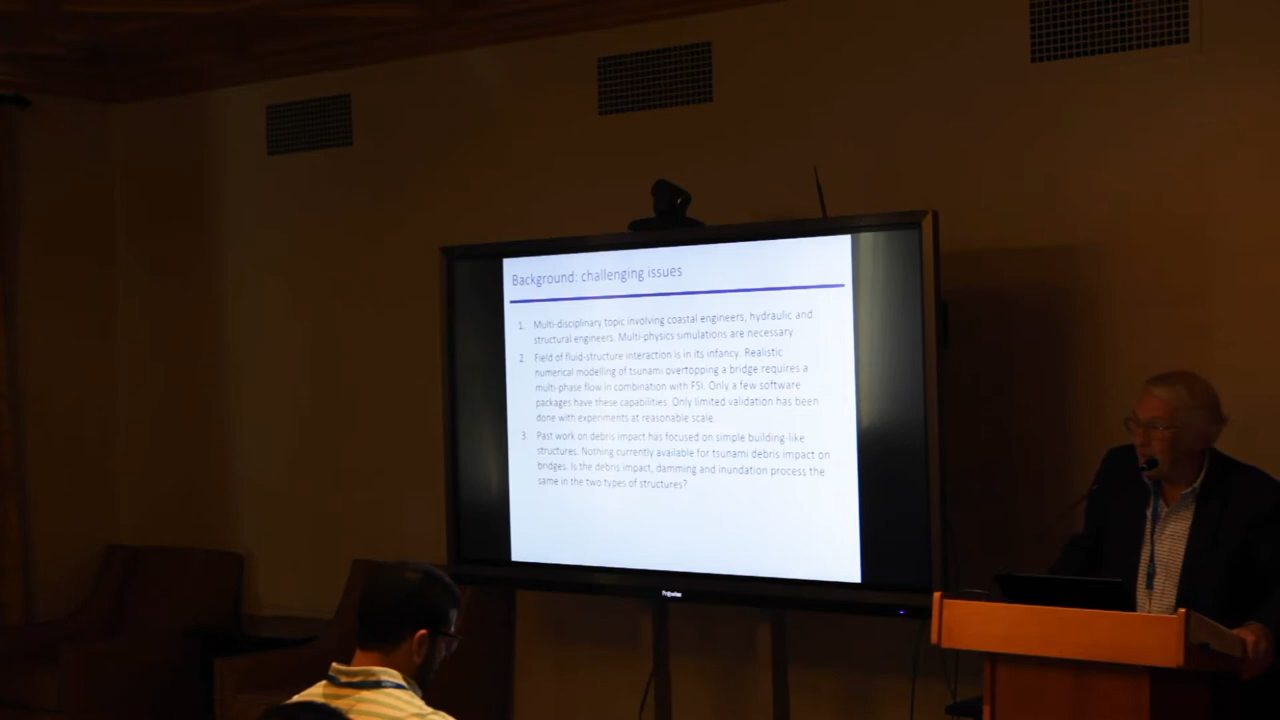 Background: challenging issues
1. Multi-disciplinary topic involving coastal engineers, hydraulic and
structural engineers. Multi-physics simulations are necessary.
2. Field of fluid-structure interaction is in its infancy. Realistic
numerical modelling of tsunami overtopping a bridge requires a
multi-phase flow in combination with FSI. Only a few software
packages have these capabilities. Only limited validation has been
done with experiments at reasonable scale.
3. Past work on debris impact has focused on simple building-like
structures. Nothing currently available for tsunami debris impact on
bridges. Is the debris impact, damming and inundation process the
same in the two types of structures?